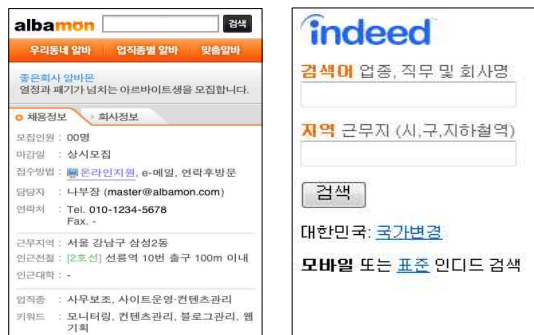 albamon
검색
우리동네 알바 업직종별 알바 맞춤알바
좋은회사 알바몬
열정과 패기가 넘치는 아르바이트생을 모집합니다.
채용정보 › 회사정보
모집인원 : 00명
마감일 : 상시모집
접수방법 : 온라인지원, e-메일, 연락후방문
담당자 : 나부장 (master@albamon.com)
연락처 : Tel. 010-1234-5678
Fax. -
근무지역 : 서울 강남구 삼성2동
인근전철 : [2호선] 선릉역 10번 출구 100m 이내
인근대학 : -
업직종 : 사무보조, 사이트운영·컨텐츠관리
키워드 : 모니터링, 컨텐츠관리, 블로그관리, 웹
기획
indeed
검색어 업종, 직무 및 회사명
지역 근무지 (시,구,지하철역)
검색
대한민국: 국가변경
모바일 또는 표준 인디드 검색